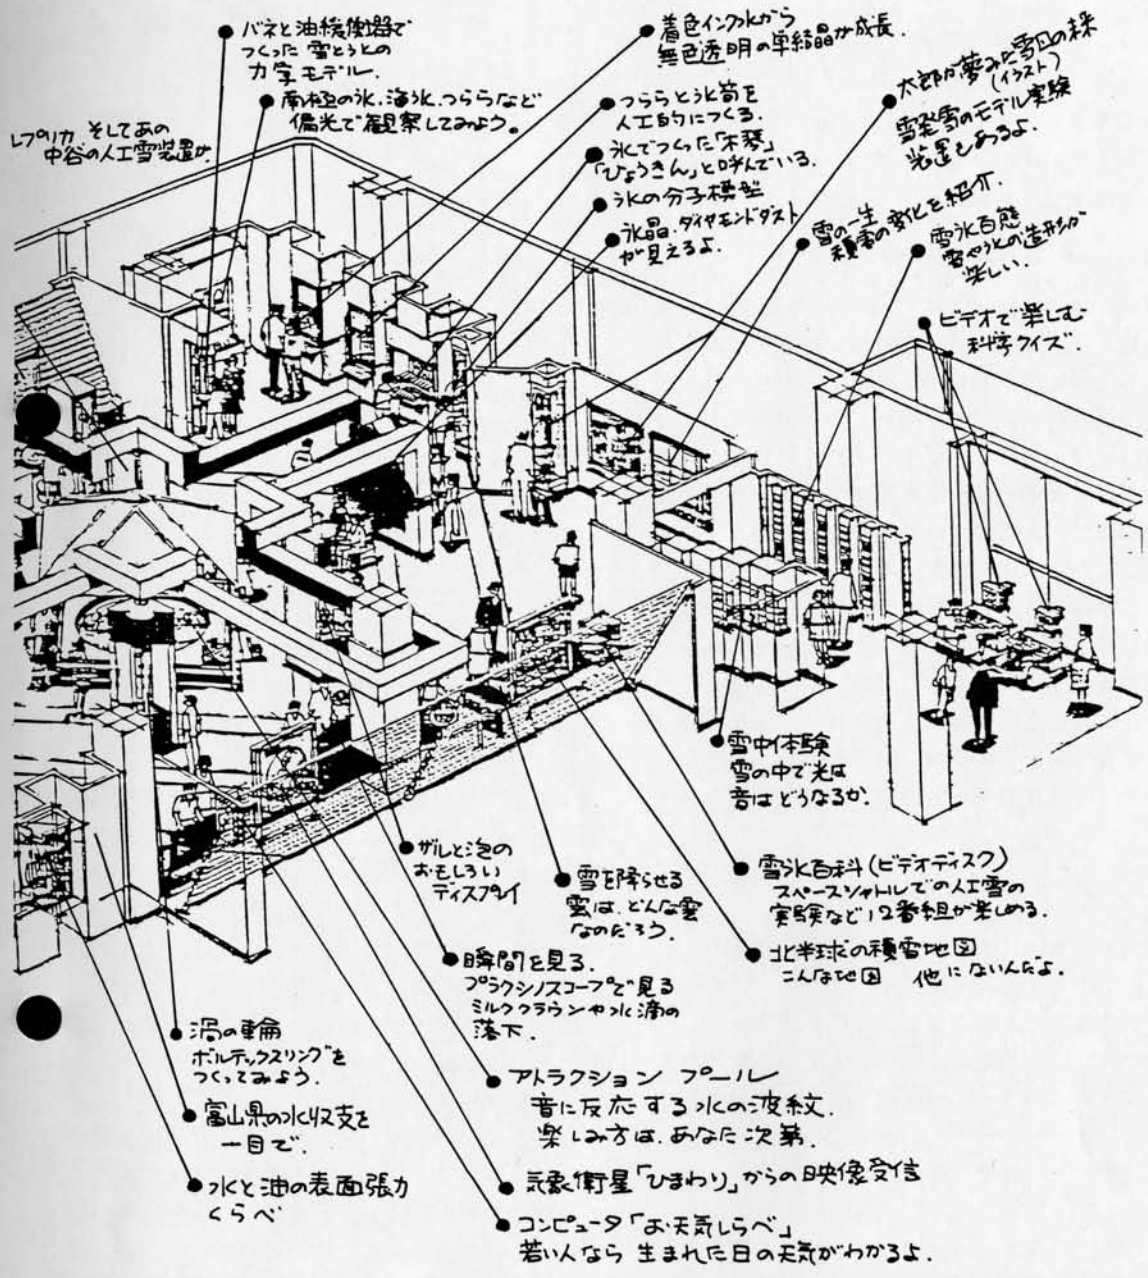 バネと油緩衝器で
つくった雪と氷の
力学モデル.
南極の氷.海氷.つららなど
偏光で観察してみよう。
レプリカ そしてあの
中谷の人工雪装置が.
着色インク氷から
無色透明の単結晶が成長.
つららと氷筍を
人工的につくる.
氷でつくった「木琴」
「ひょうきん」と呼んでいる.
氷の分子模型
氷晶.ダイヤモンドダスト
が見えるよ.
太郎が夢みた雪国の
(イラスト)
雪発電のモデル実験
装置もあるよ.
雪の一生
積雪の変化を紹介.
雪氷百態
雪や氷の造形が
楽しい.
ビデオで楽しむ
科学クイズ.
雪中体験
雪の中で光は
音はどうなるか.
ザルと泡の
おもしろい
ディスプレイ
雪を降らせる
雲は.どんな雲
なのだろう.
雪氷百科(ビデオディスク)
スペースシャトルでの人工雪の
実験など12番組が楽しめる.
北半球の積雪地図
こんな地図 他にないんだよ.
瞬間を見る.
プラクシノスコープで見る
ミルククラウンや水滴の
落下.
渦の輪
ボルテックスリングを
つくってみよう.
富山県の水収支を
一目で.
水と油の表面張力
くらべ
アトラクション プール
音に反応する水の波紋.
楽しみ方は.あなた次第.
気象衛星「ひまわり」からの映像受信
コンピュータ「お天気しらべ」
若い人なら 生まれた日の天気がわかるよ.